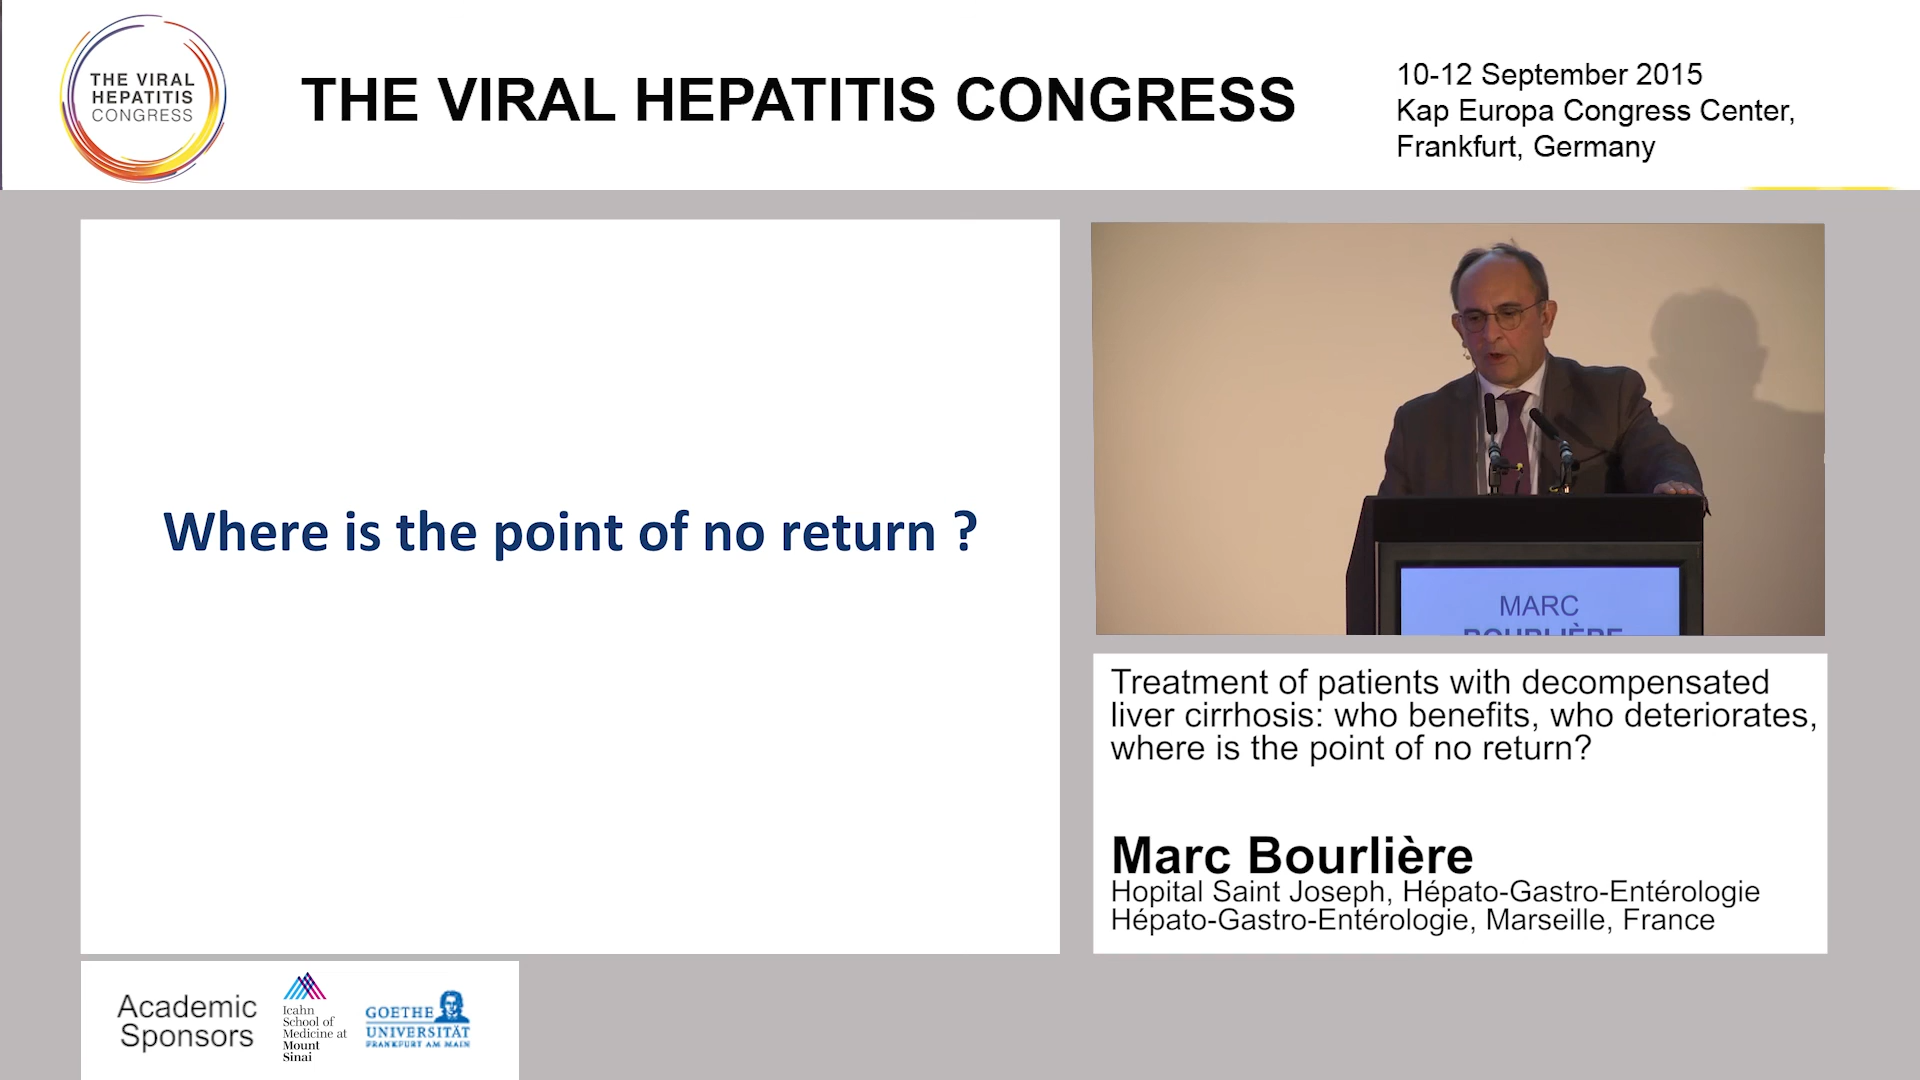 THE VIRAL
HEPATITIS
CONGRESS
THE VIRAL HEPATITIS CONGRESS
10-12 September 2015
Kap Europa Congress Center,
Frankfurt, Germany
Where is the point of no return ?
MARC
BOURLIÈRE
Treatment of patients with decompensated
liver cirrhosis: who benefits, who deteriorates,
where is the point of no return?
Marc Bourlière
Hopital Saint Joseph, Hépato-Gastro-Entérologie
Hépato-Gastro-Entérologie, Marseille, France
Academic
Sponsors
Icahn
School of
Medicine at
Mount
Sinai
GOETHE
UNIVERSITÄT
FRANKFURT AM MAIN